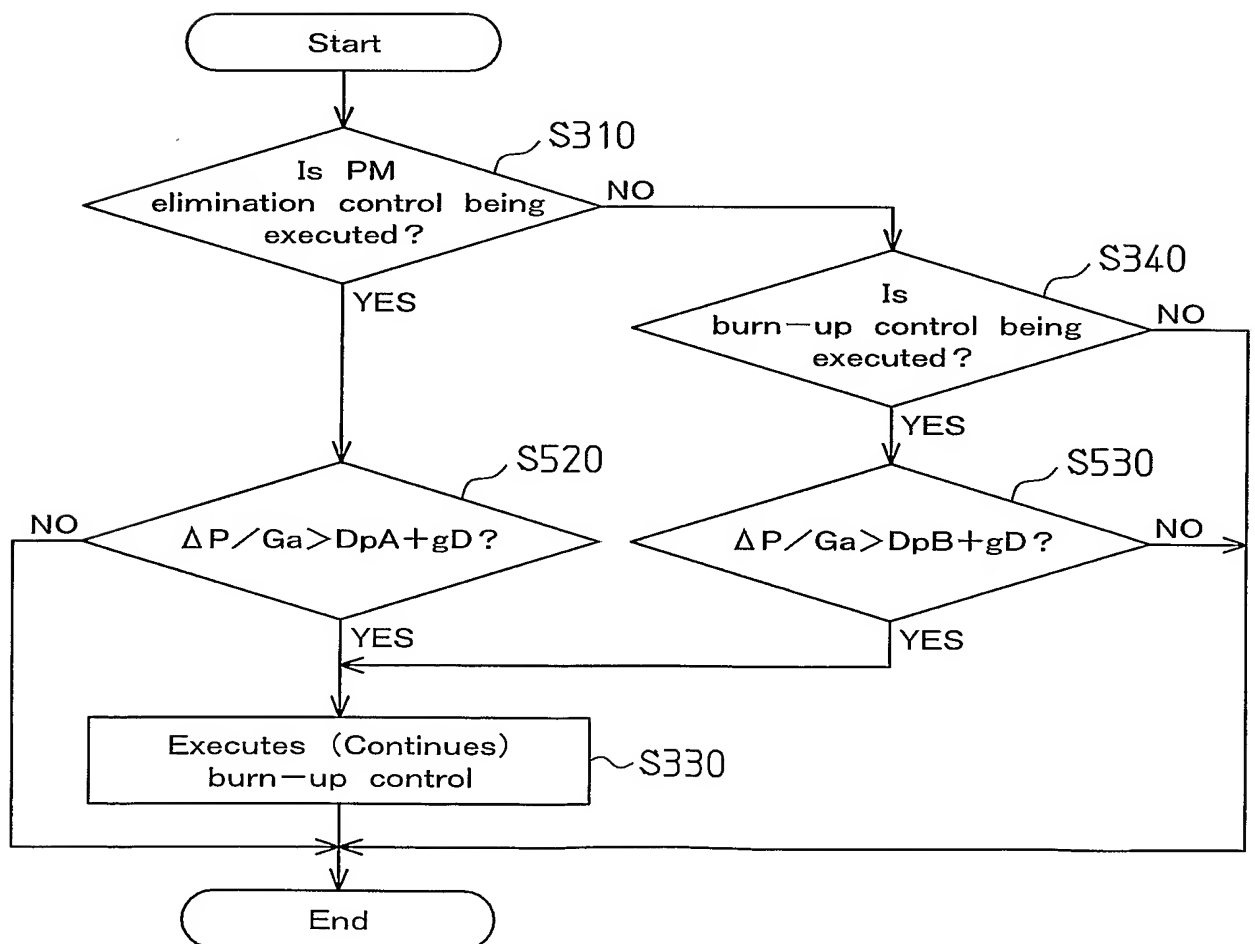 Start
S310
Is PM
elimination control being
executed?
NO
YES
S340
Is
burn-up control being
executed?
NO
YES
S520
ΔP/Ga>DpA+gD?
NO
YES
S530
ΔP/Ga>DpB+gD?
NO
YES
Executes (Continues)
burn-up control
S330
End